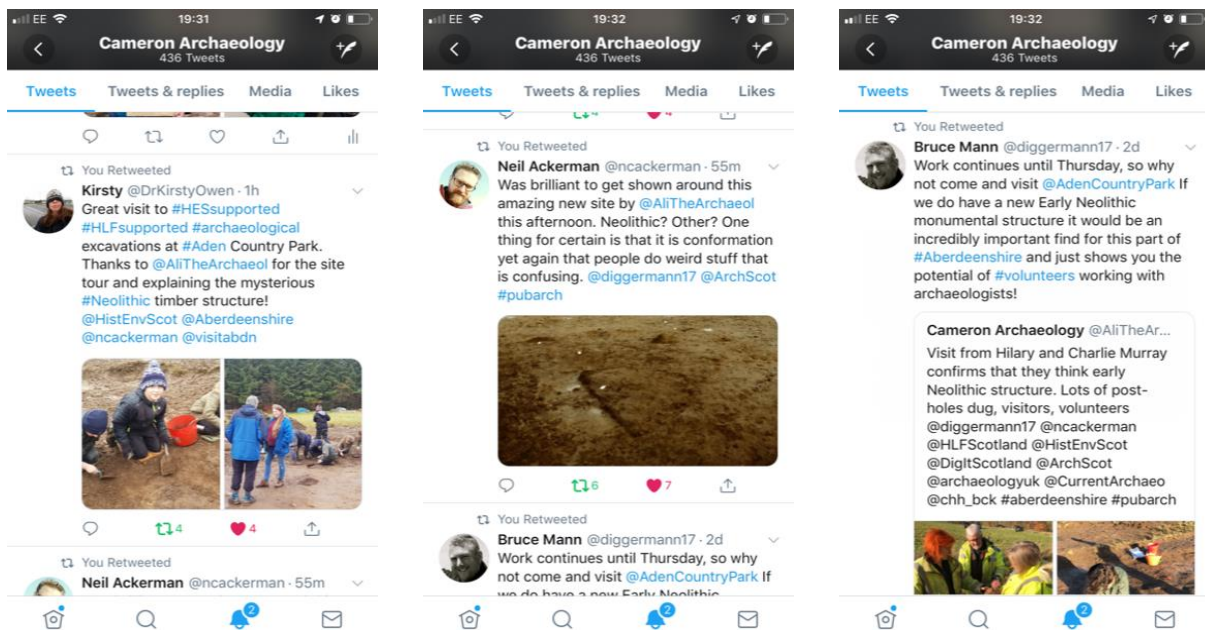 EE
19:31
Cameron Archaeology
436 Tweets
Tweets
Tweets & replies
Media
Likes
You Retweeted
Kirsty @DrKirstyOwen · 1h
Great visit to #HESsupported
#HLFsupported #archaeological
excavations at #Aden Country Park.
Thanks to @AliTheArchaeol for the site
tour and explaining the mysterious
#Neolithic timber structure!
@HistEnvScot @Aberdeenshire
@ncackerman @visitabdn
4
4
You Retweeted
Neil Ackerman @ncackerman · 55m
2
EE
19:32
Cameron Archaeology
436 Tweets
Tweets
Tweets & replies
Media
Likes
4
4
You Retweeted
Neil Ackerman @ncackerman · 55m
Was brilliant to get shown around this
amazing new site by @AliTheArchaeol
this afternoon. Neolithic? Other? One
thing for certain is that it is conformation
yet again that people do weird stuff that
is confusing. @diggermann17 @ArchScot
#pubarch
6
7
You Retweeted
Bruce Mann @diggermann17 · 2d
Work continues until Thursday, so why
not come and visit @AdenCountryPark If
we do have a new Early Neolithic
2
EE
19:32
Cameron Archaeology
436 Tweets
Tweets
Tweets & replies
Media
Likes
You Retweeted
Bruce Mann @diggermann17 · 2d
Work continues until Thursday, so why
not come and visit @AdenCountryPark If
we do have a new Early Neolithic
monumental structure it would be an
incredibly important find for this part of
#Aberdeenshire and just shows you the
potential of #volunteers working with
archaeologists!
Cameron Archaeology @AliTheAr...
Visit from Hilary and Charlie Murray
confirms that they think early
Neolithic structure. Lots of post-
holes dug, visitors, volunteers
@diggermann17 @ncackerman
@HLFScotland @HistEnvScot
@DigItScotland @ArchScot
@archaeologyuk @CurrentArchaeo
@chh_bck #aberdeenshire #pubarch
2